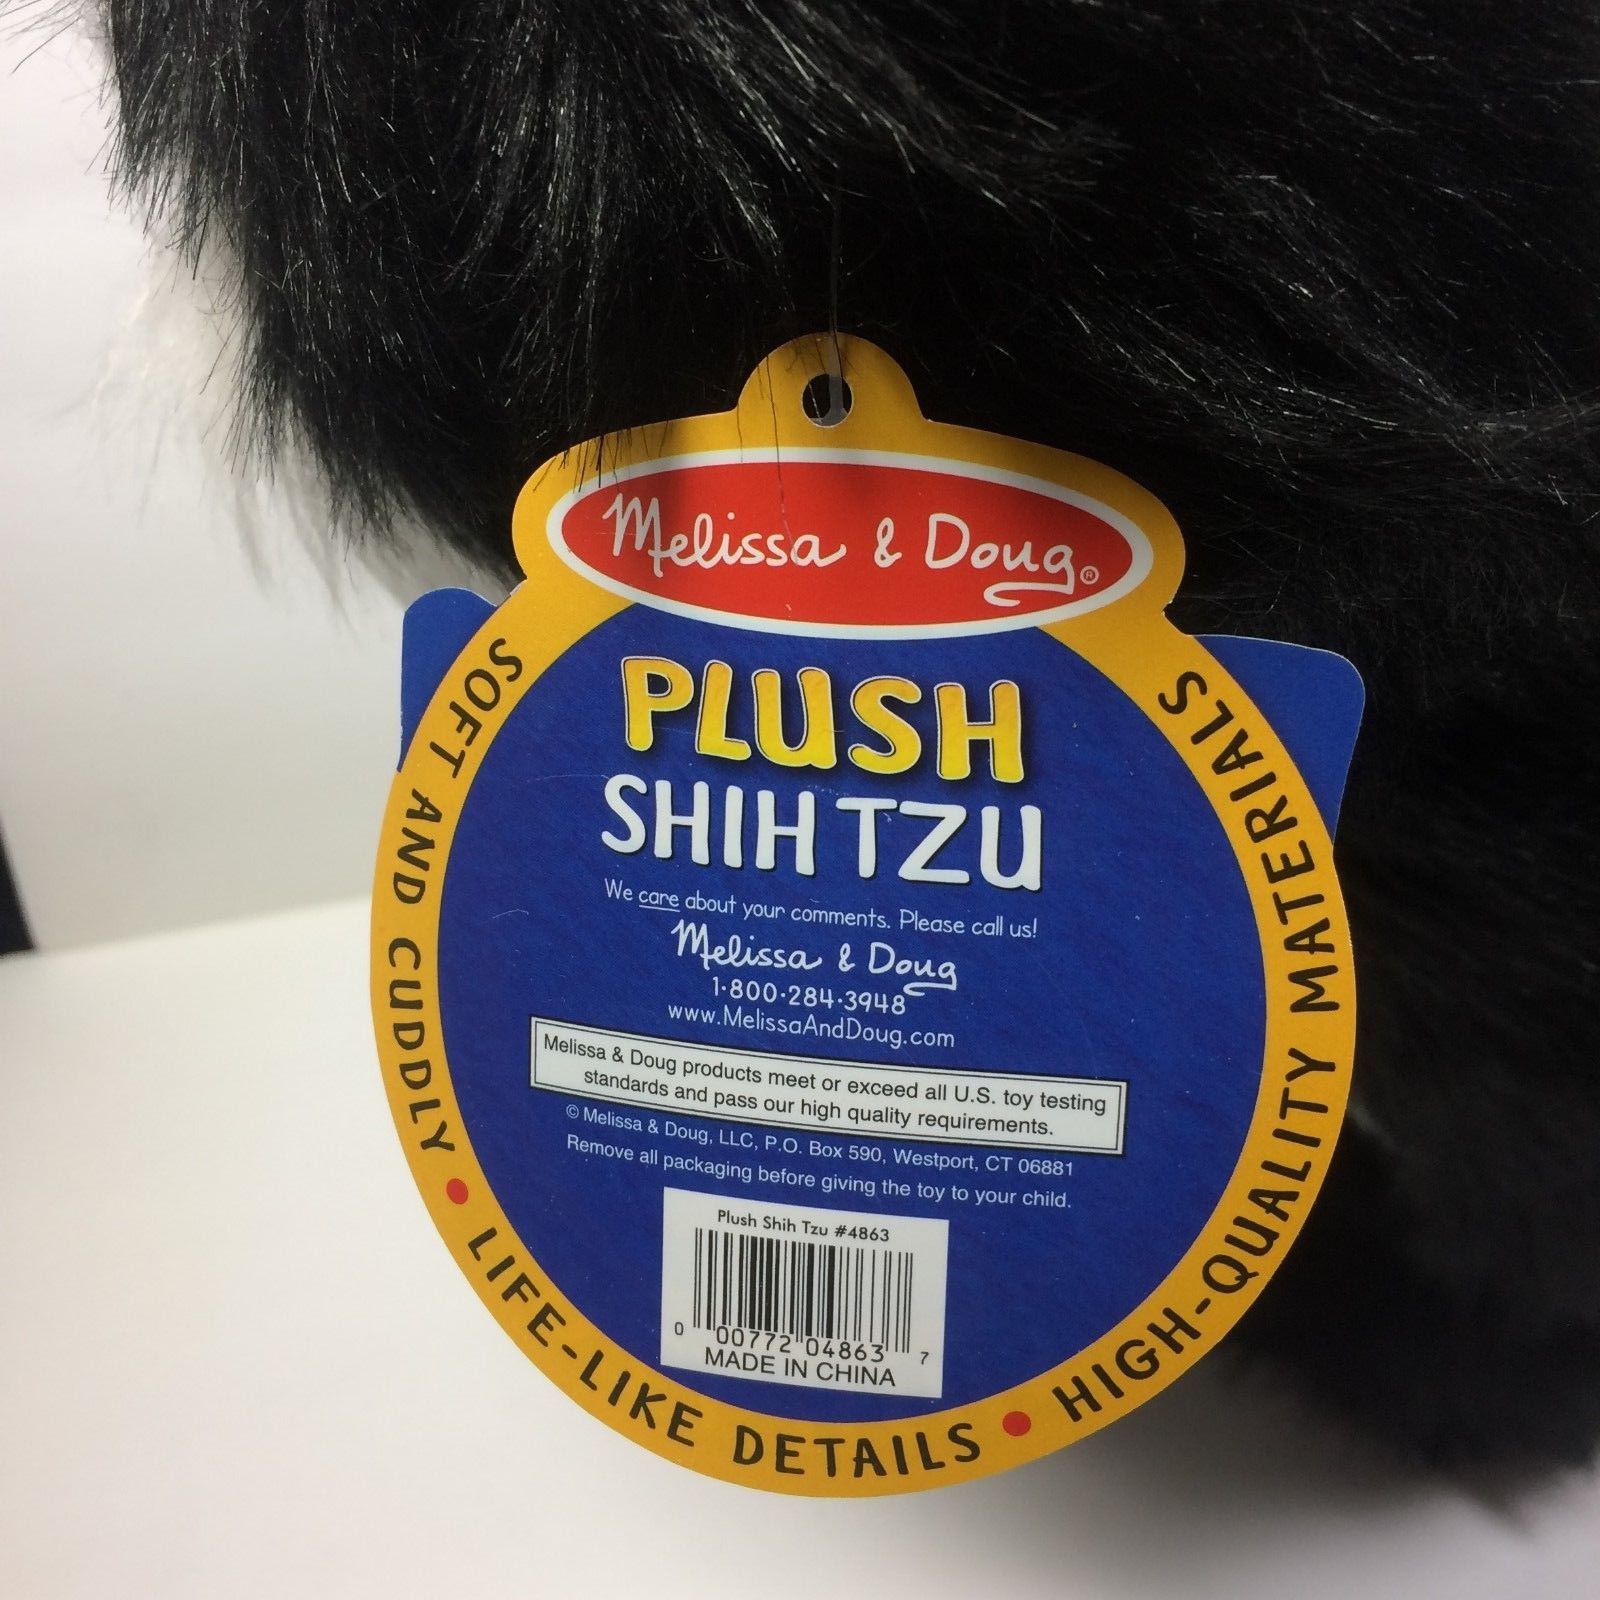 Melissa & Doug®
PLUSH
SHIH TZU
We care about your comments. Please call us!
Melissa & Doug
1·800·284·3948
www.MelissaAndDoug.com
Melissa & Doug products meet or exceed all U.S. toy testing
standards and pass our high quality requirements.
© Melissa & Doug, LLC, P.O. Box 590, Westport, CT 06881
Remove all packaging before giving the toy to your child.
Plush Shih Tzu #4863
0 00772 04863 7
MADE IN CHINA
SOFT AND CUDDLY • LIFE-LIKE DETAILS • HIGH-QUALITY MATERIALS